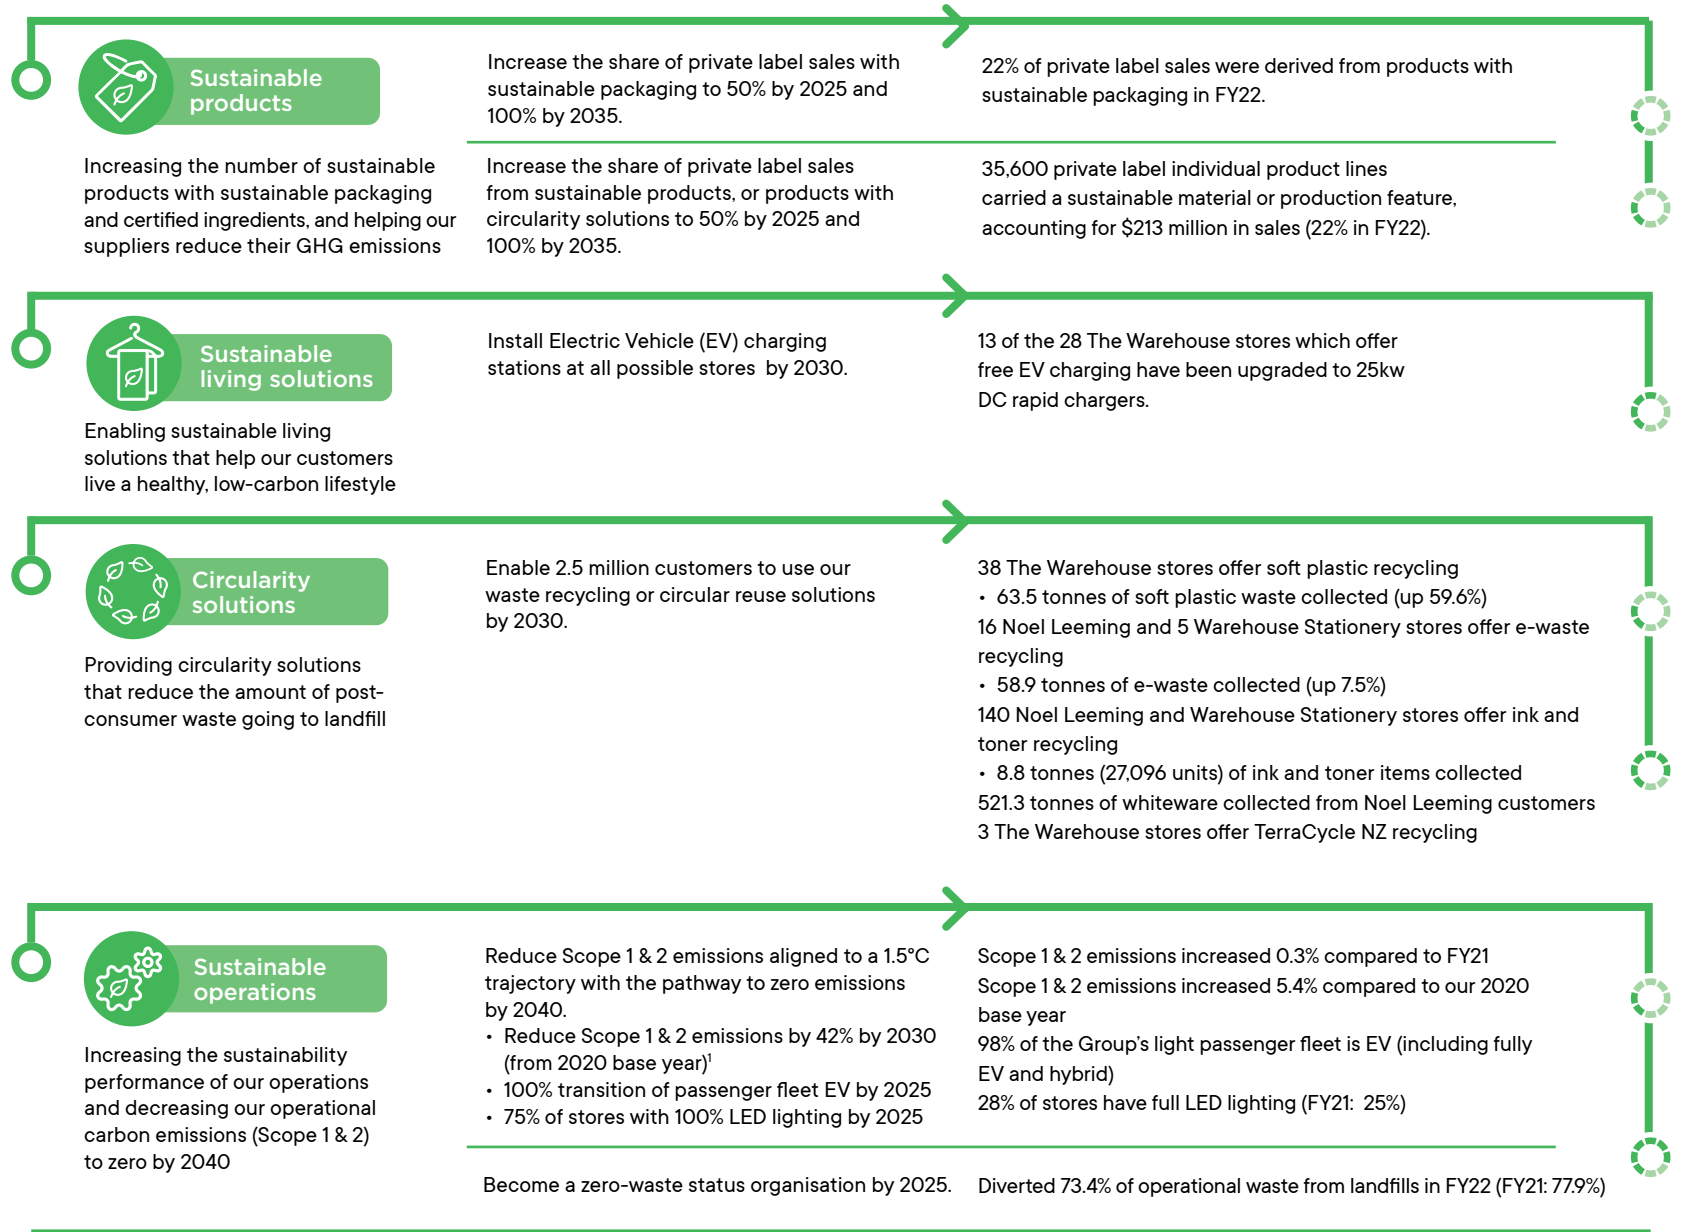 Sustainable
products
Increasing the number of sustainable
products with sustainable packaging
and certified ingredients, and helping our
suppliers reduce their GHG emissions
Increase the share of private label sales with
sustainable packaging to 50% by 2025 and
100% by 2035.
22% of private label sales were derived from products with
sustainable packaging in FY22.
Increase the share of private label sales
from sustainable products, or products with
circularity solutions to 50% by 2025 and
100% by 2035.
35,600 private label individual product lines
carried a sustainable material or production feature,
accounting for $213 million in sales (22% in FY22).
Sustainable
living solutions
Enabling sustainable living
solutions that help our customers
live a healthy, low-carbon lifestyle
Install Electric Vehicle (EV) charging
stations at all possible stores by 2030.
13 of the 28 The Warehouse stores which offer
free EV charging have been upgraded to 25kw
DC rapid chargers.
Circularity
solutions
Providing circularity solutions
that reduce the amount of post-
consumer waste going to landfill
Enable 2.5 million customers to use our
waste recycling or circular reuse solutions
by 2030.
38 The Warehouse stores offer soft plastic recycling
• 63.5 tonnes of soft plastic waste collected (up 59.6%)
16 Noel Leeming and 5 Warehouse Stationery stores offer e-waste
recycling
• 58.9 tonnes of e-waste collected (up 7.5%)
140 Noel Leeming and Warehouse Stationery stores offer ink and
toner recycling
• 8.8 tonnes (27,096 units) of ink and toner items collected
521.3 tonnes of whiteware collected from Noel Leeming customers
3 The Warehouse stores offer TerraCycle NZ recycling
Sustainable
operations
Increasing the sustainability
performance of our operations
and decreasing our operational
carbon emissions (Scope 1 & 2)
to zero by 2040
Reduce Scope 1 & 2 emissions aligned to a 1.5°C
trajectory with the pathway to zero emissions
by 2040.
• Reduce Scope 1 & 2 emissions by 42% by 2030
(from 2020 base year)¹
• 100% transition of passenger fleet EV by 2025
• 75% of stores with 100% LED lighting by 2025
Scope 1 & 2 emissions increased 0.3% compared to FY21
Scope 1 & 2 emissions increased 5.4% compared to our 2020
base year
98% of the Group's light passenger fleet is EV (including fully
EV and hybrid)
28% of stores have full LED lighting (FY21: 25%)
Become a zero-waste status organisation by 2025.
Diverted 73.4% of operational waste from landfills in FY22 (FY21: 77.9%)